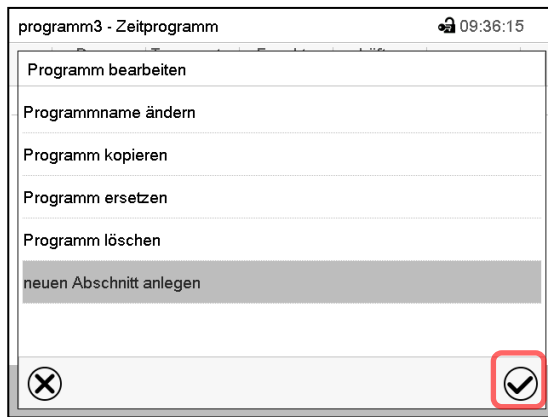 programm3 - Zeitprogramm 09:36:15
Programm bearbeiten
Programmname ändern
Programm kopieren
Programm ersetzen
Programm löschen
neuen Abschnitt anlegen